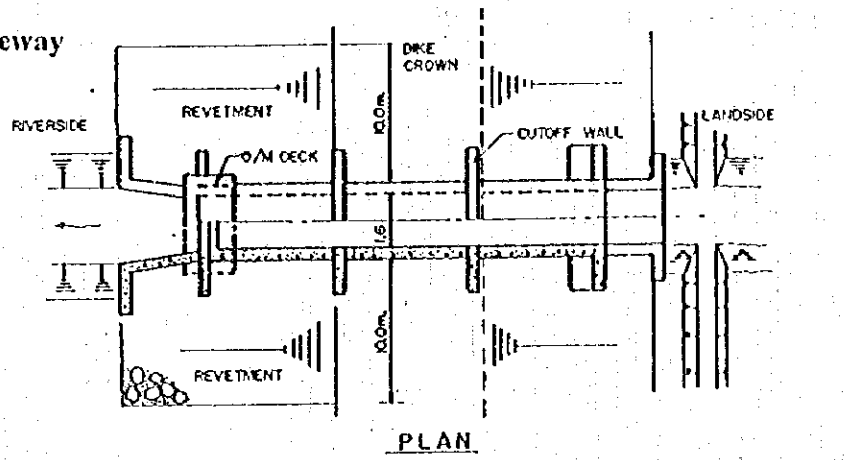 eway
DIKE
CROWN
REVETMENT
10.0m.
RIVERSIDE
LANDSIDE
CUTOFF WALL
O/M DECK
1.6
10.0m.
REVETMENT
PLAN